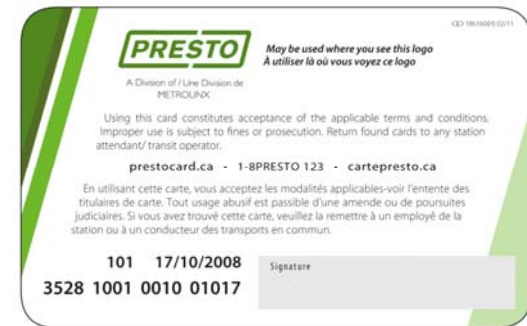 PRESTO
May be used where you see this logo
À utiliser là où vous voyez ce logo
A Division of / Une Division de
METROLINX
Using this card constitutes acceptance of the applicable terms and conditions.
Improper use is subject to fines or prosecution. Return found cards to any station
attendant/ transit operator.
prestocard.ca - 1-8PRESTO 123 - cartepresto.ca
En utilisant cette carte, vous acceptez les modalités applicables-voir l'entente des
titulaires de carte. Tout usage abusif est passible d'une amende ou de poursuites
judiciaires. Si vous avez trouvé cette carte, veuillez la remettre à un employé de la
station ou à un conducteur des transports en commun.
101 17/10/2008
Signature
3528 1001 0010 01017